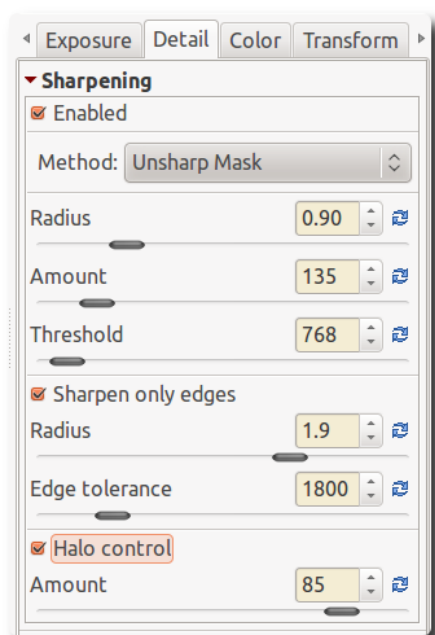 Exposure Detail Color Transform
Sharpening
Enabled
Method: Unsharp Mask
Radius 0.90
Amount 135
Threshold 768
Sharpen only edges
Radius 1.9
Edge tolerance 1800
Halo control
Amount 85